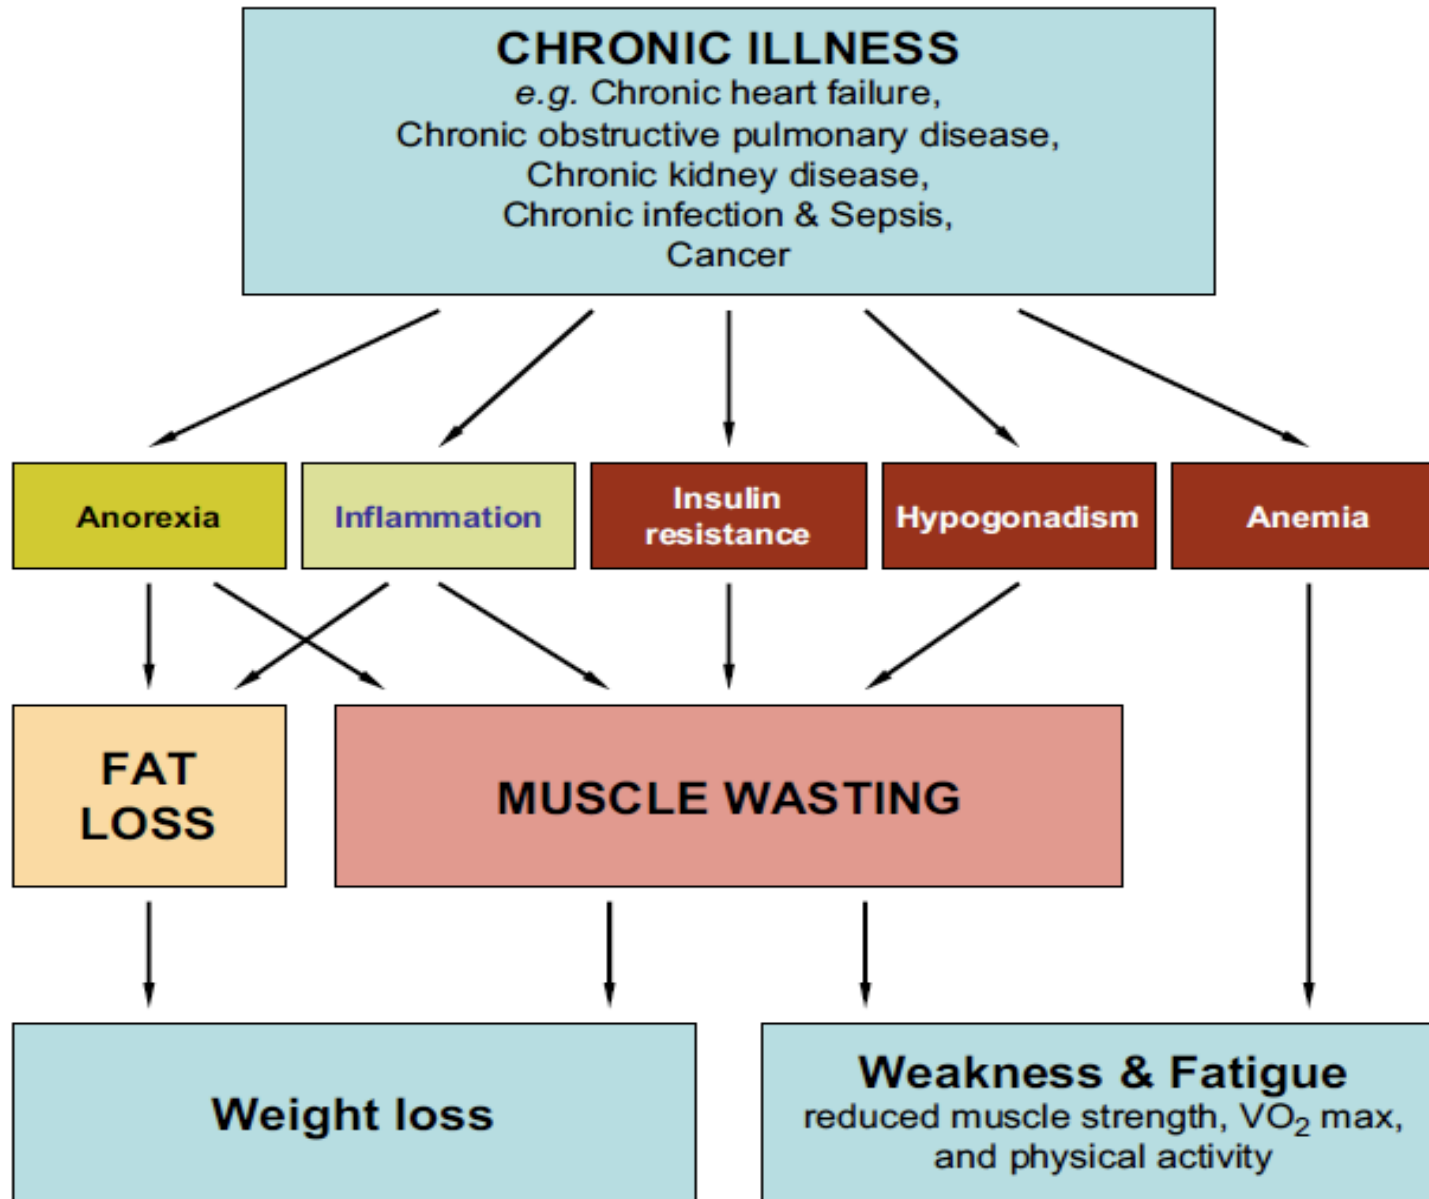 CHRONIC ILLNESS
e.g. Chronic heart failure,
Chronic obstructive pulmonary disease,
Chronic kidney disease,
Chronic infection & Sepsis,
Cancer
Anorexia
Inflammation
Insulin
resistance
Hypogonadism
Anemia
FAT
LOSS
MUSCLE WASTING
Weight loss
Weakness & Fatigue
reduced muscle strength, VO₂ max,
and physical activity